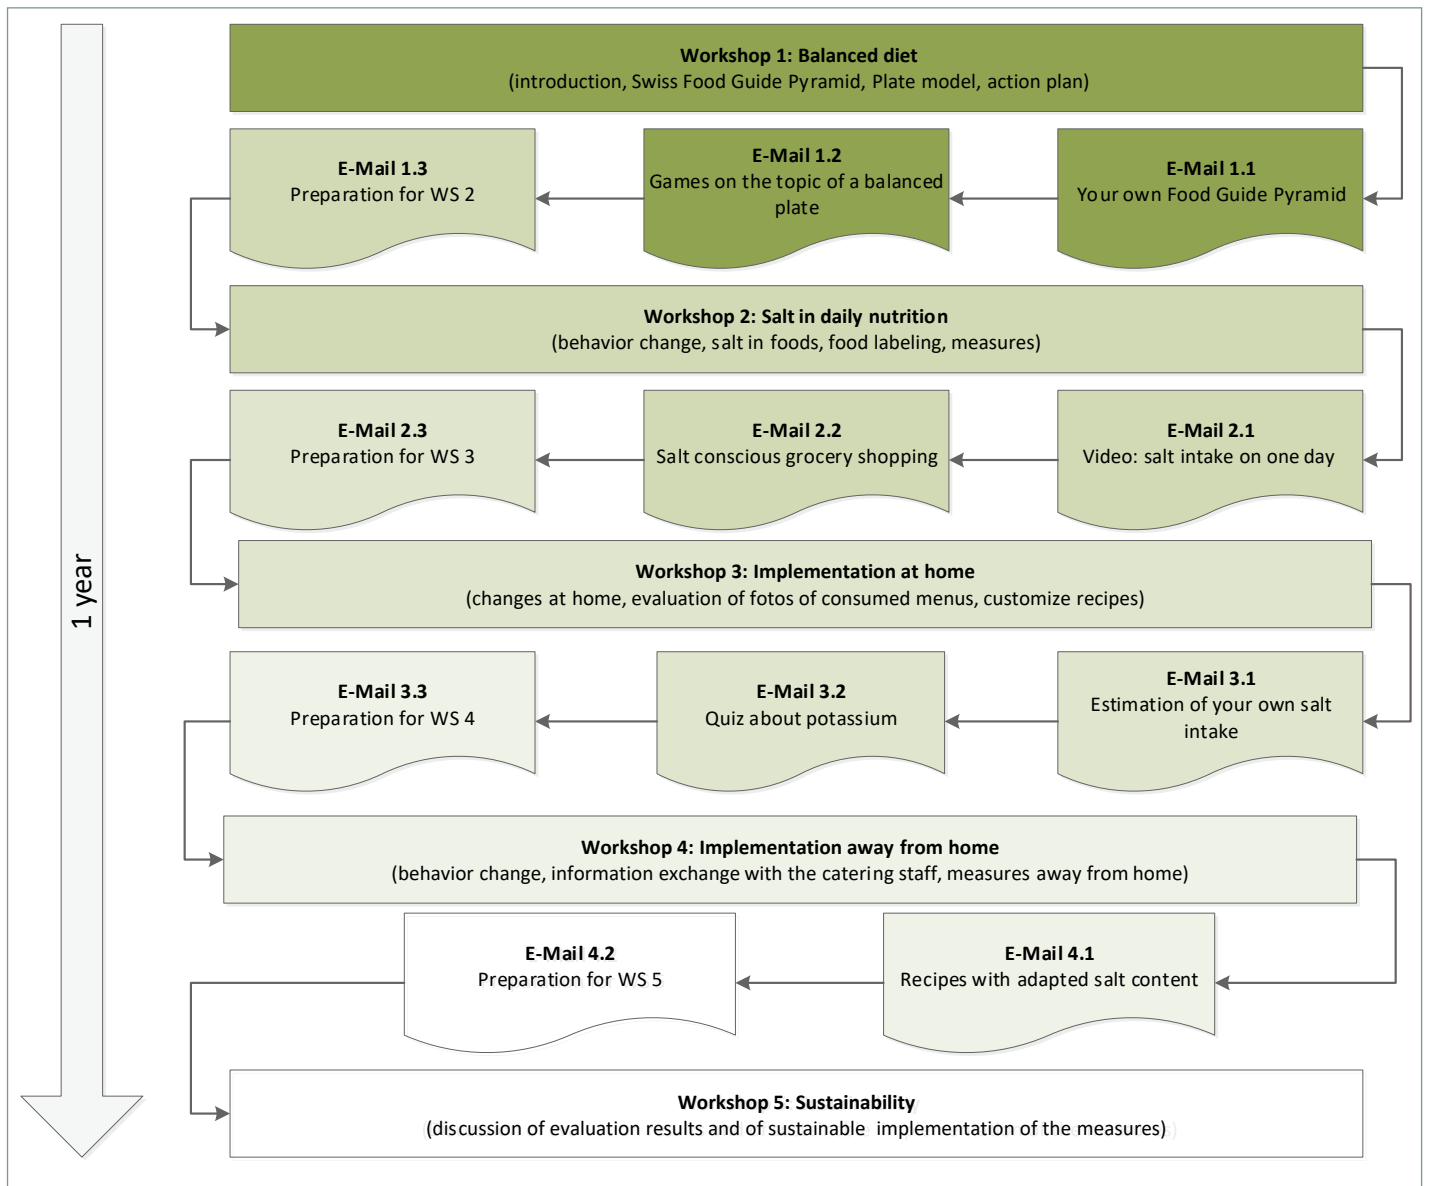 Workshop 1: Balanced diet
(introduction, Swiss Food Guide Pyramid, Plate model, action plan)
E-Mail 1.3
Preparation for WS 2
E-Mail 1.2
Games on the topic of a balanced
plate
E-Mail 1.1
Your own Food Guide Pyramid
Workshop 2: Salt in daily nutrition
(behavior change, salt in foods, food labeling, measures)
E-Mail 2.3
Preparation for WS 3
E-Mail 2.2
Salt conscious grocery shopping
E-Mail 2.1
Video: salt intake on one day
1 year
Workshop 3: Implementation at home
(changes at home, evaluation of fotos of consumed menus, customize recipes)
E-Mail 3.3
Preparation for WS 4
E-Mail 3.2
Quiz about potassium
E-Mail 3.1
Estimation of your own salt
intake
Workshop 4: Implementation away from home
(behavior change, information exchange with the catering staff, measures away from home)
E-Mail 4.2
Preparation for WS 5
E-Mail 4.1
Recipes with adapted salt content
Workshop 5: Sustainability
(discussion of evaluation results and of sustainable implementation of the measures)